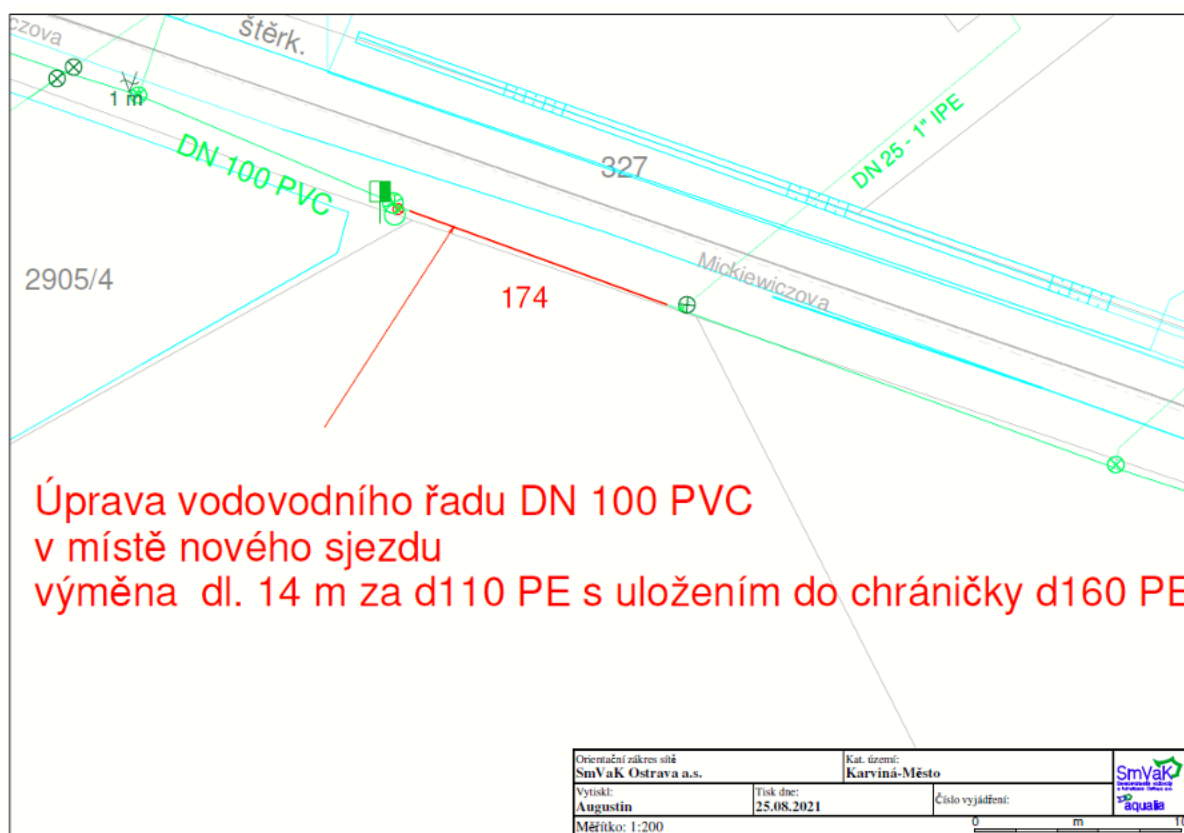 czova
štěrk.
1 m
DN 100 PVC
327
DN 25 - 1" IPE
2905/4
Mickiewiczova
174
Úprava vodovodního řadu DN 100 PVC
v místě nového sjezdu
výměna dl. 14 m za d110 PE s uložením do chráničky d160 PE
Orientační zákres sítě
SmVaK Ostrava a.s.
Kat. území:
Karviná-Město
Vytiskl:
Augustin
Tisk dne:
25.08.2021
Číslo vyjádření:
SmVaK
aqualia
Měřítko: 1:200
0 m 10